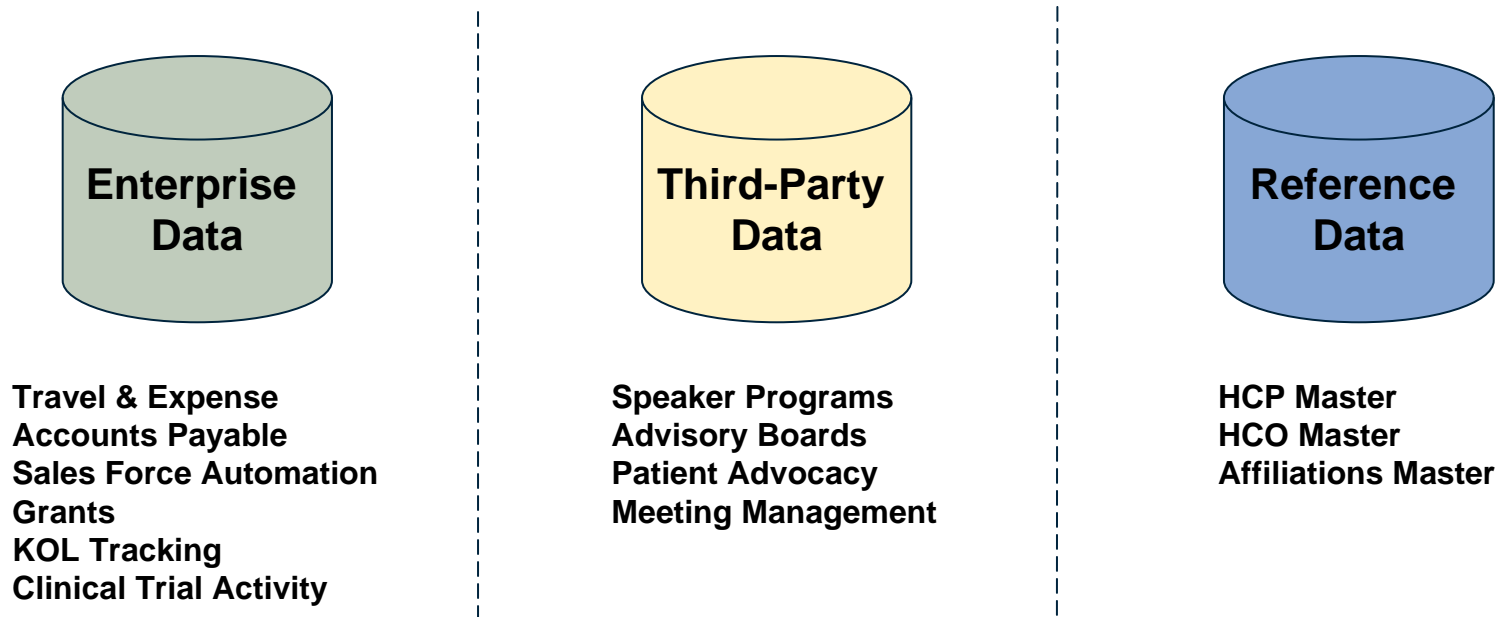 Enterprise
Data
Travel & Expense
Accounts Payable
Sales Force Automation
Grants
KOL Tracking
Clinical Trial Activity
Third-Party
Data
Speaker Programs
Advisory Boards
Patient Advocacy
Meeting Management
Reference
Data
HCP Master
HCO Master
Affiliations Master